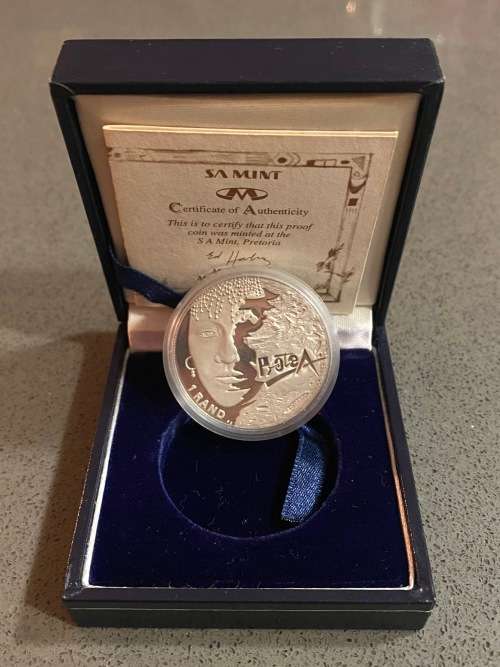 SA MINT
Certificate of Authenticity
This is to certify that this proof
coin was minted at the
S A Mint, Pretoria
ProteA
1 RAND